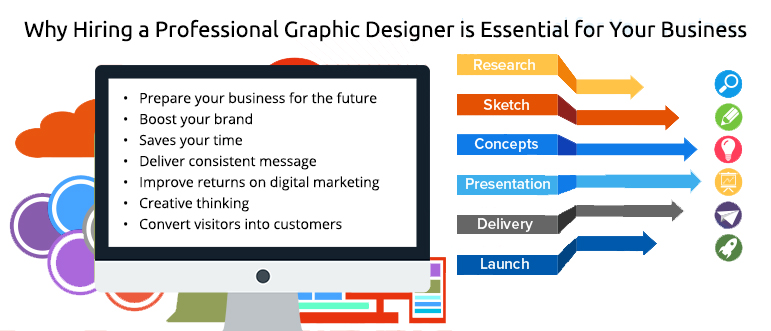 Why Hiring a Professional Graphic Designer is Essential for Your Business
• Prepare your business for the future
• Boost your brand
• Saves your time
• Deliver consistent message
• Improve returns on digital marketing
• Creative thinking
• Convert visitors into customers
Research
Sketch
Concepts
Presentation
Delivery
Launch